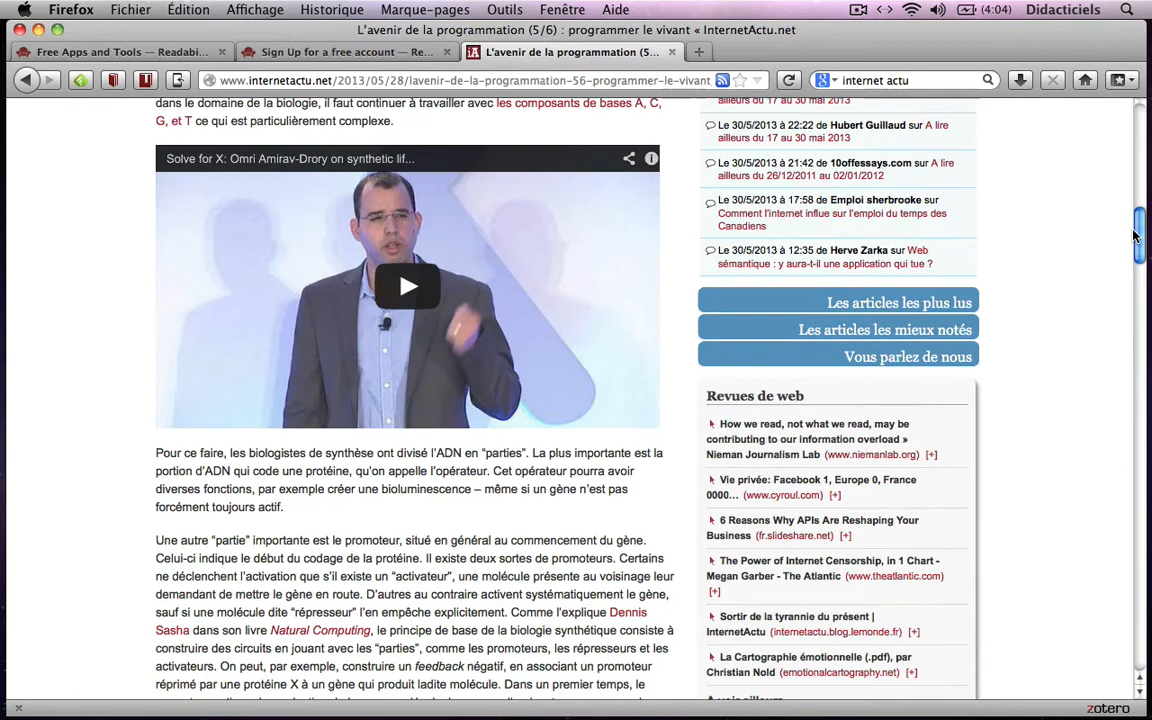 Firefox Fichier Édition Affichage Historique Marque-pages Outils Fenêtre Aide (4:04) Didacticiels
L'avenir de la programmation (5/6) : programmer le vivant « InternetActu.net
Free Apps and Tools — Readabi... Sign Up for a free account — Re... L'avenir de la programmation (5...
www.internetactu.net/2013/05/28/lavenir-de-la-programmation-56-programmer-le-vivant internet actu
dans le domaine de la biologie, il faut continuer à travailler avec les composants de bases A, C,
G, et T ce qui est particulièrement complexe.
Solve for X: Omri Amirav-Drory on synthetic lif...
Pour ce faire, les biologistes de synthèse ont divisé l'ADN en "parties". La plus importante est la
portion d'ADN qui code une protéine, qu'on appelle l'opérateur. Cet opérateur pourra avoir
diverses fonctions, par exemple créer une bioluminescence – même si un gène n'est pas
forcément toujours actif.
Une autre "partie" importante est le promoteur, situé en général au commencement du gène.
Celui-ci indique le début du codage de la protéine. Il existe deux sortes de promoteurs. Certains
ne déclenchent l'activation que s'il existe un "activateur", une molécule présente au voisinage leur
demandant de mettre le gène en route. D'autres au contraire activent systématiquement le gène,
sauf si une molécule dite "répresseur" l'en empêche explicitement. Comme l'explique Dennis
Sasha dans son livre Natural Computing, le principe de base de la biologie synthétique consiste à
construire des circuits en jouant avec les "parties", comme les promoteurs, les répresseurs et les
activateurs. On peut, par exemple, construire un feedback négatif, en associant un promoteur
réprimé par une protéine X à un gène qui produit ladite molécule. Dans un premier temps, le
ailleurs du 17 au 30 mai 2013
Le 30/5/2013 à 22:22 de Hubert Guillaud sur A lire
ailleurs du 17 au 30 mai 2013
Le 30/5/2013 à 21:42 de 10offessays.com sur A lire
ailleurs du 26/12/2011 au 02/01/2012
Le 30/5/2013 à 17:58 de Emploi sherbrooke sur
Comment l'internet influe sur l'emploi du temps des
Canadiens
Le 30/5/2013 à 12:35 de Herve Zarka sur Web
sémantique : y aura-t-il une application qui tue ?
Les articles les plus lus
Les articles les mieux notés
Vous parlez de nous
Revues de web
How we read, not what we read, may be
contributing to our information overload »
Nieman Journalism Lab (www.niemanlab.org) [+]
Vie privée: Facebook 1, Europe 0, France
0000... (www.cyroul.com) [+]
6 Reasons Why APIs Are Reshaping Your
Business (fr.slideshare.net) [+]
The Power of Internet Censorship, in 1 Chart -
Megan Garber - The Atlantic (www.theatlantic.com)
[+]
Sortir de la tyrannie du présent |
InternetActu (internetactu.blog.lemonde.fr) [+]
La Cartographie émotionnelle (.pdf), par
Christian Nold (emotionalcartography.net) [+]
zotero